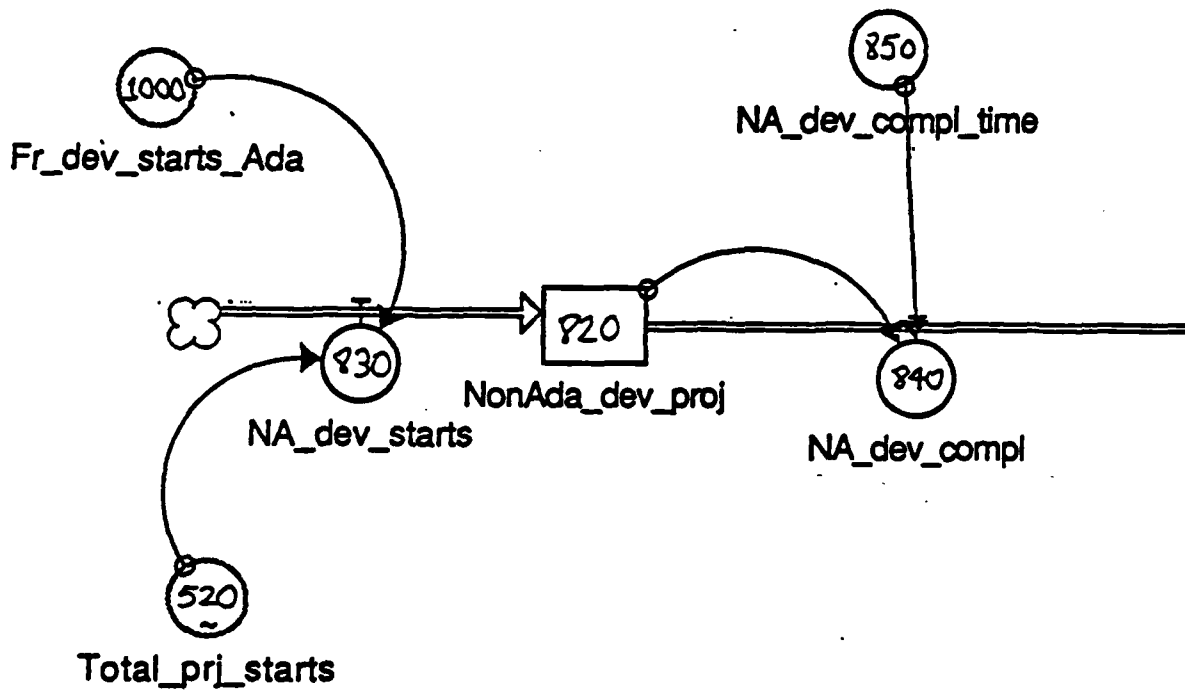 850
NA_dev_compl_time
1000
Fr_dev_starts_Ada
820
NonAda_dev_proj
830
NA_dev_starts
840
NA_dev_compl
520
~
Total_prj_starts